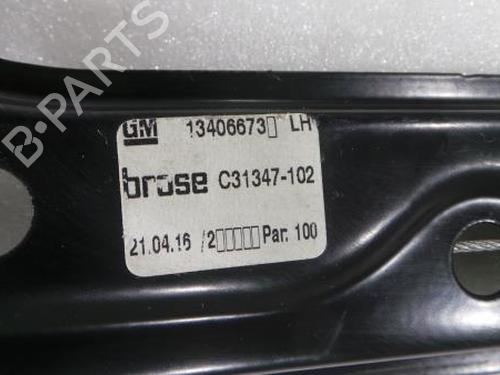 GM 13406673▯ LH
brose C31347-102
21.04.16 /2▯▯▯▯▯ Par. 100
B-PARTS